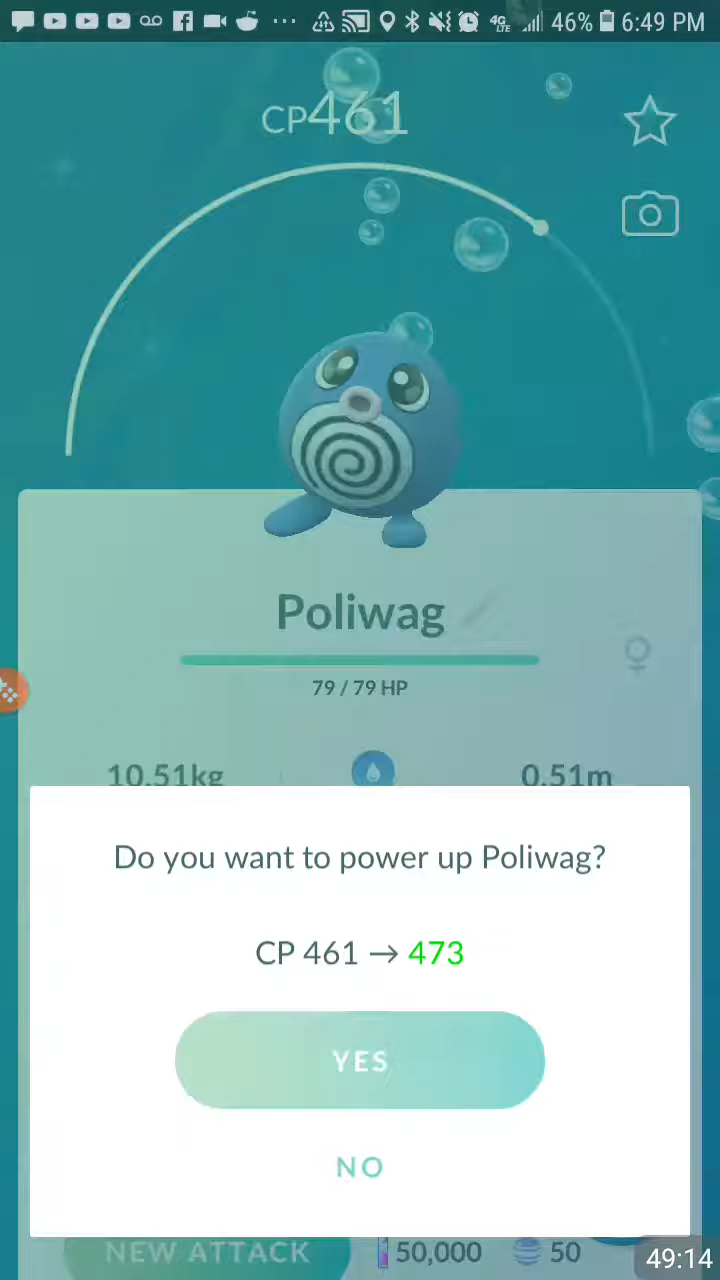 46% 6:49 PM
CP461
Poliwag
79 / 79 HP
10.51kg 0.51m
Do you want to power up Poliwag?
CP 461 → 473
YES
NO
NEW ATTACK 50,000 50
49:14